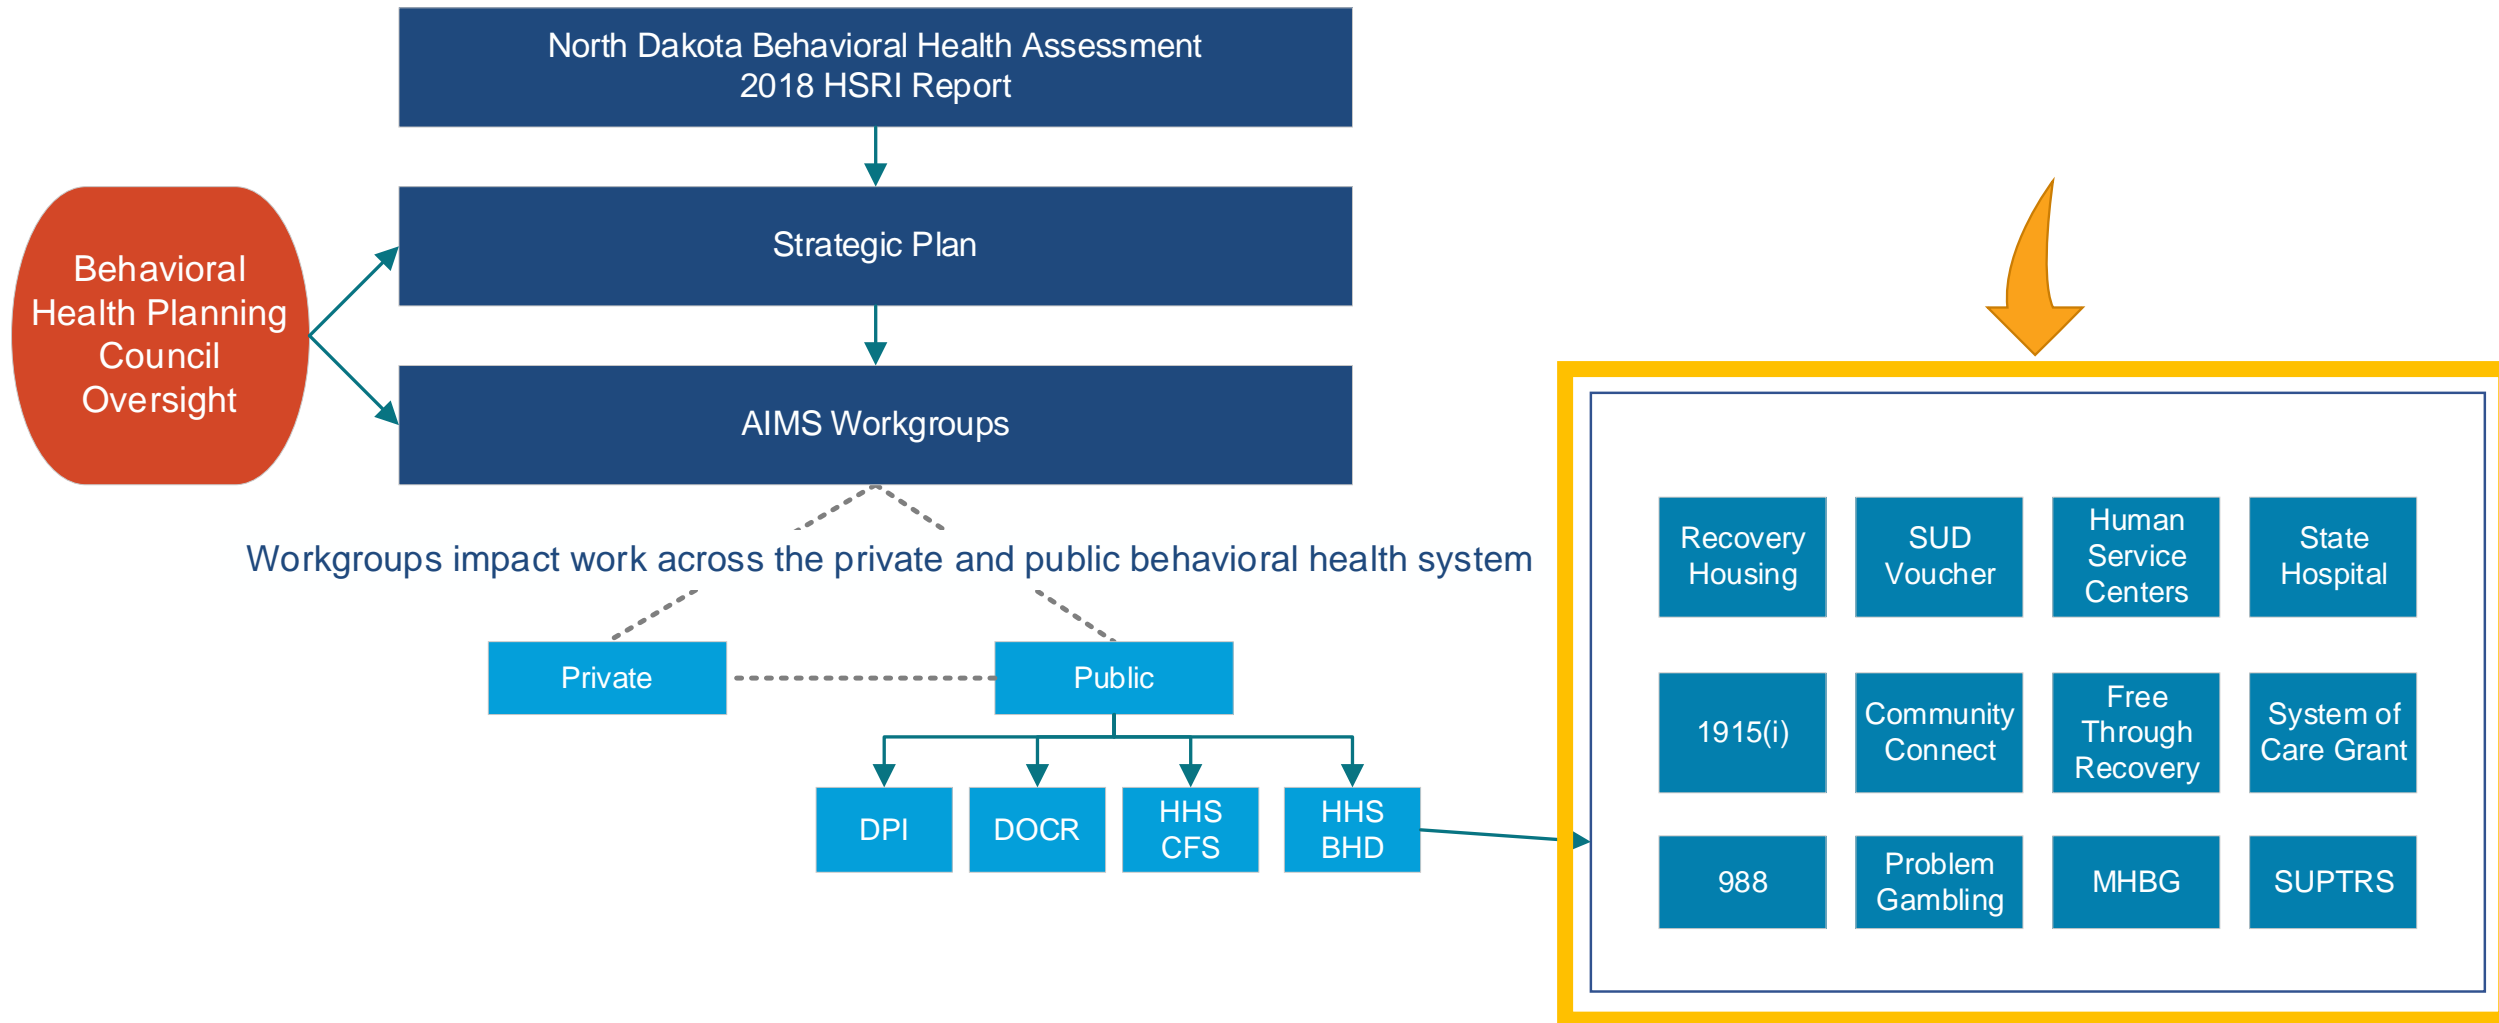 North Dakota Behavioral Health Assessment
2018 HSRI Report
Strategic Plan
Behavioral
Health Planning
Council
Oversight
AIMS Workgroups
Workgroups impact work across the private and public behavioral health system
Private
Public
DPI
DOCR
HHS
CFS
HHS
BHD
Recovery
Housing
SUD
Voucher
Human
Service
Centers
State
Hospital
1915(i)
Community
Connect
Free
Through
Recovery
System of
Care Grant
988
Problem
Gambling
MHBG
SUPTRS